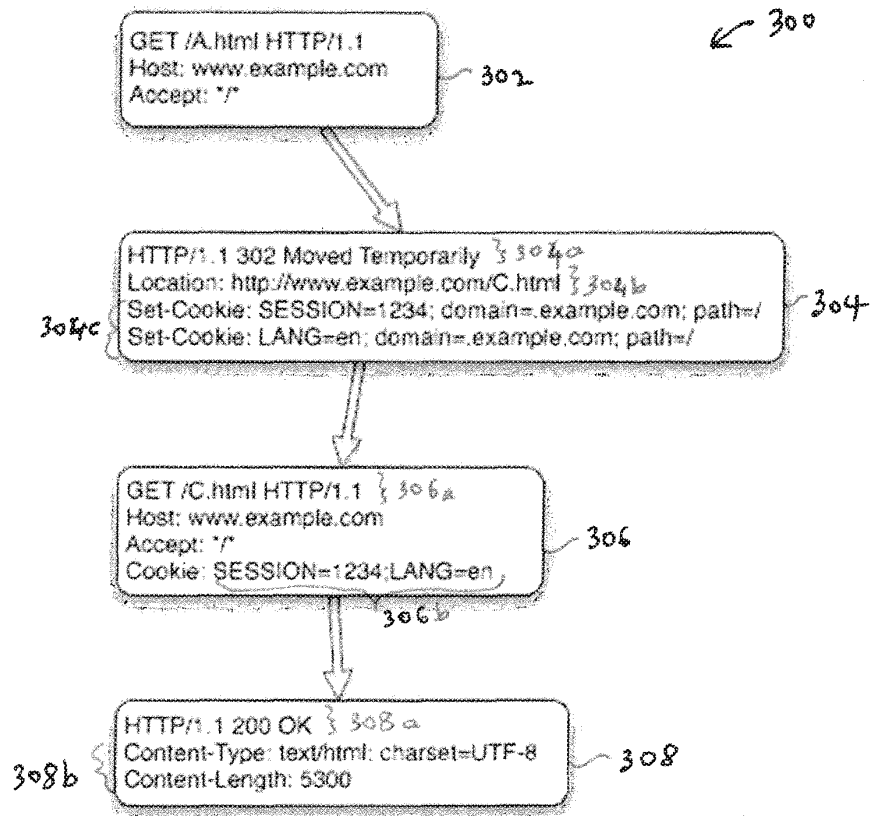 300
GET /A.html HTTP/1.1
Host: www.example.com
Accept: "/"
302
HTTP/1.1 302 Moved Temporarily } 304a
Location: http://www.example.com/C.html } 304b
Set-Cookie: SESSION=1234; domain=.example.com; path=/
304c
304
Set-Cookie: LANG=en; domain=.example.com; path=/
GET /C.html HTTP/1.1 } 306a
Host: www.example.com
Accept: "/"
306
Cookie: SESSION=1234;LANG=en
306b
HTTP/1.1 200 OK } 308a
Content-Type: text/html: charset=UTF-8
308
308b
Content-Length: 5300